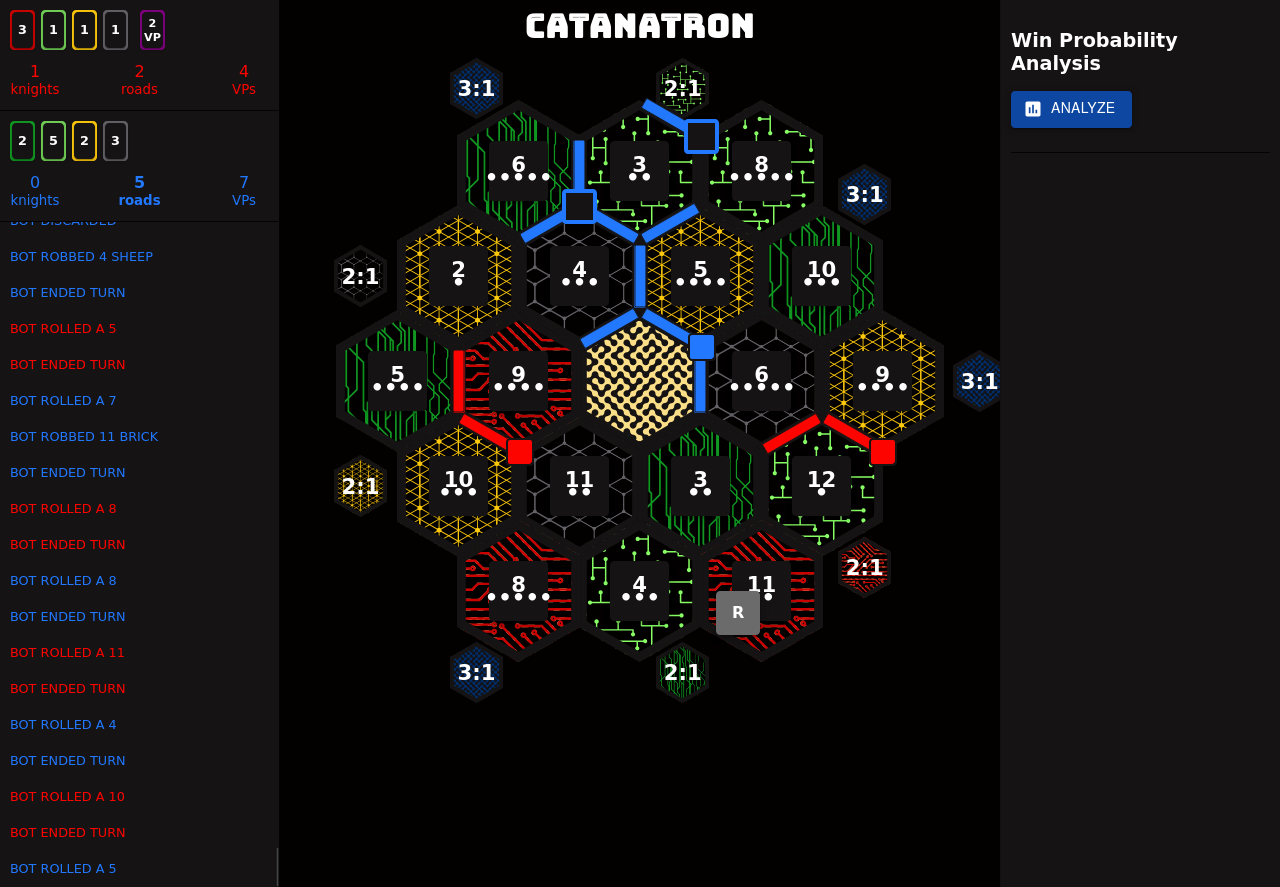 3 1 1 1 2 VP
1 2 4
knights roads VPs
2 5 2 3
0 5 7
knights roads VPs
BOT DISCARDED
BOT ROBBED 4 SHEEP
BOT ENDED TURN
BOT ROLLED A 5
BOT ENDED TURN
BOT ROLLED A 7
BOT ROBBED 11 BRICK
BOT ENDED TURN
BOT ROLLED A 8
BOT ENDED TURN
BOT ROLLED A 8
BOT ENDED TURN
BOT ROLLED A 11
BOT ENDED TURN
BOT ROLLED A 4
BOT ENDED TURN
BOT ROLLED A 10
BOT ENDED TURN
BOT ROLLED A 5
CATANATRON
3:1 2:1
6 3 8
3:1
2:1 2 4 5 10
5 9 6 9 3:1
2:1 10 11 3 12
2:1
8 4 11
R
3:1 2:1
Win Probability
Analysis
ANALYZE